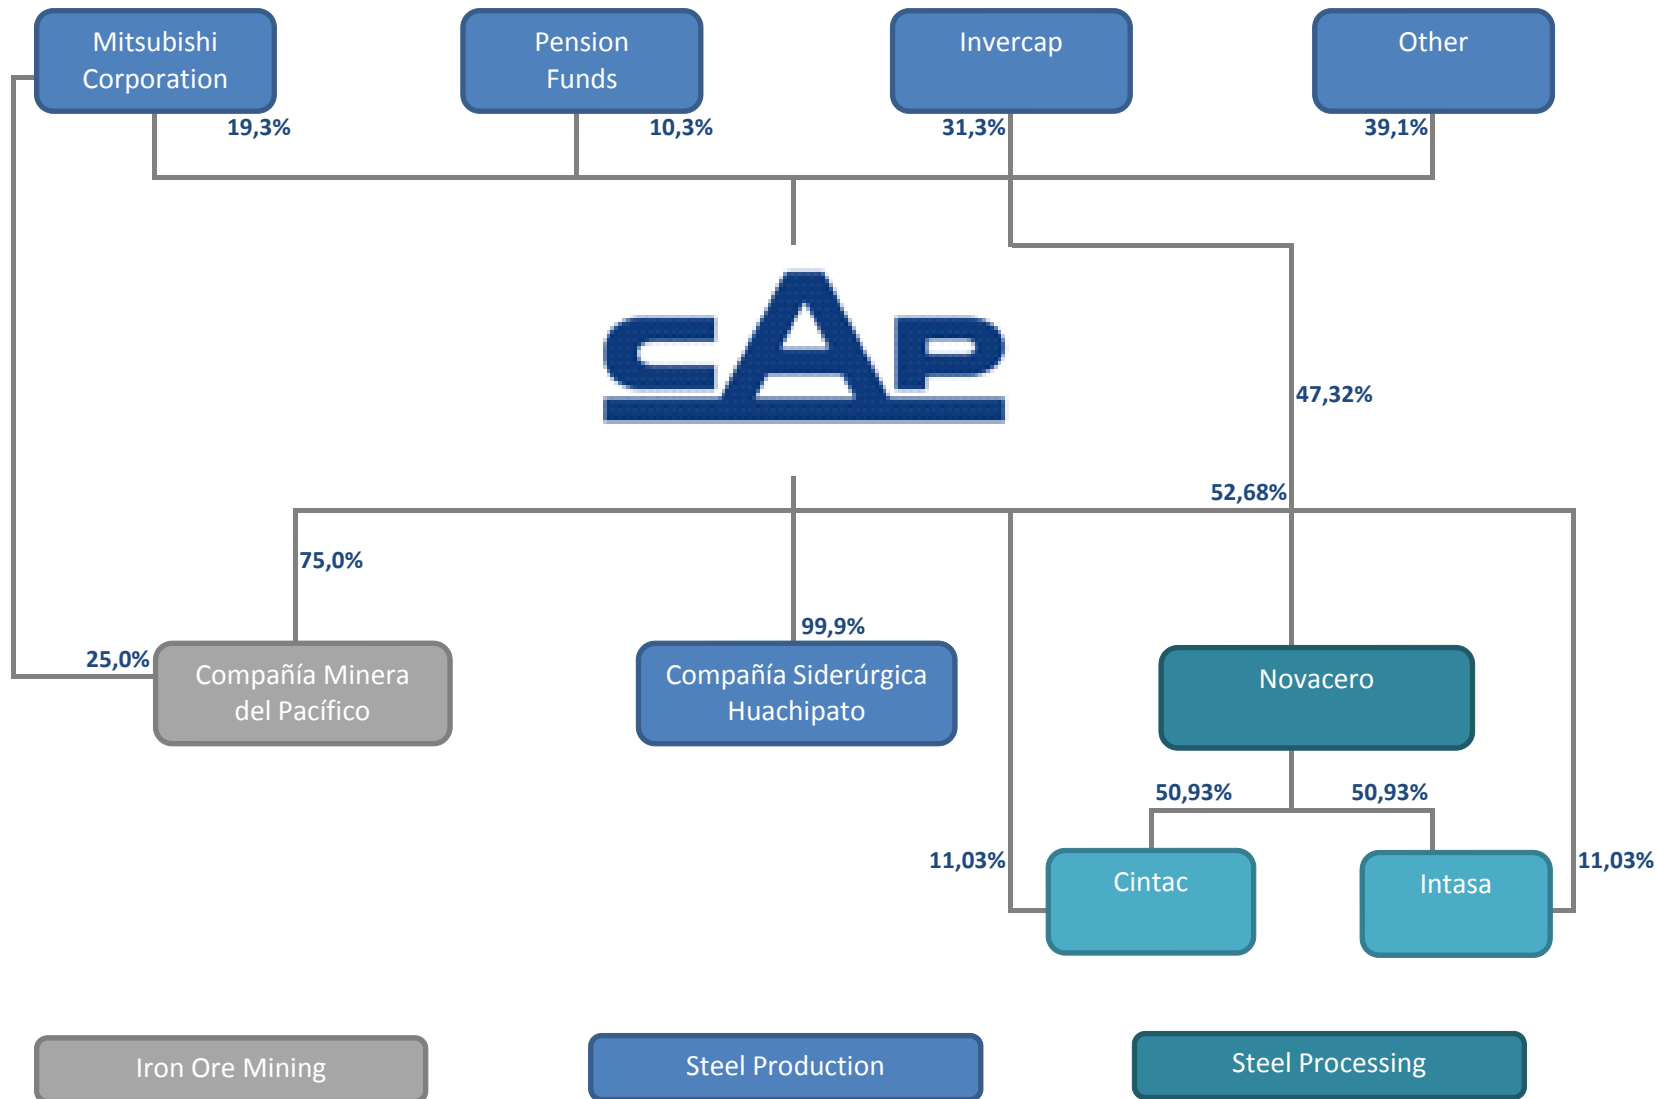 Mitsubishi
Corporation
Pension
Funds
Invercap
Other
19,3%
10,3%
31,3%
39,1%
CAP
47,32%
52,68%
75,0%
99,9%
25,0%
Compañía Minera
del Pacífico
Compañía Siderúrgica
Huachipato
Novacero
50,93%
50,93%
11,03%
Cintac
Intasa
11,03%
Iron Ore Mining
Steel Production
Steel Processing